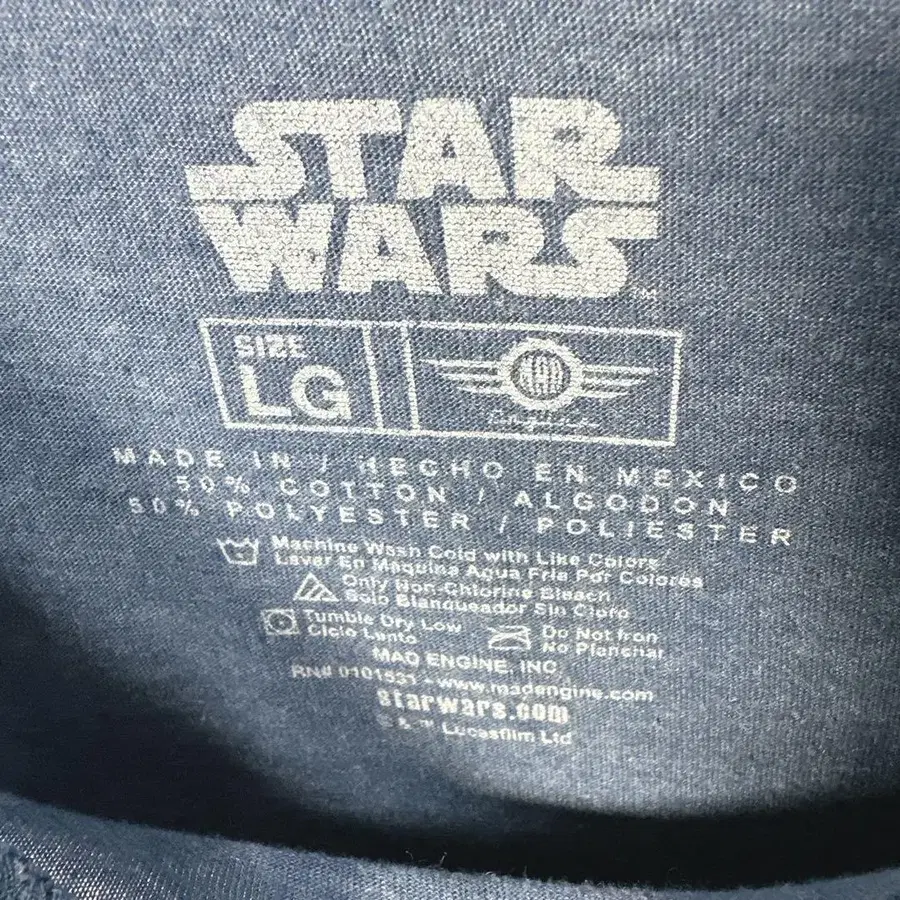 STAR
WARS
SIZE
LG
MAD
MADE IN / HECHO EN MEXICO
50% COTTON / ALGODON
50% POLYESTER / POLIESTER
Machine Wash Cold with Like Colors
Lavar En Maquina Agua Fria Por Colores
Only Non-Chlorine Bleach
Solo Blanqueador Sin Cloro
Tumble Dry Low
Ciclo Lento
Do Not Iron
No Planchar
MAD ENGINE, INC.
RN# 0101531 - www.madengine.com
starwars.com
& ™ Lucasfilm Ltd